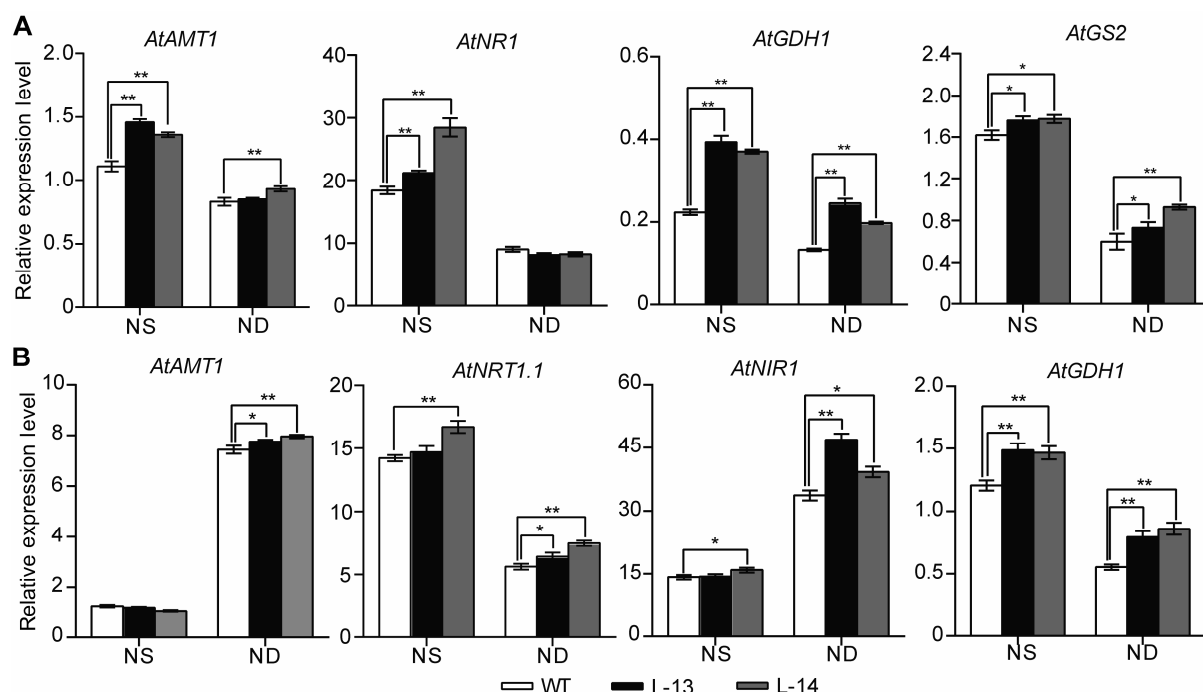 A
AtAMT1
AtNR1
AtGDH1
AtGS2
Relative expression level
2.0
1.5
1.0
0.5
0
** ** **
NS ND
40
30
20
10
0
** **
NS ND
0.6
0.4
0.2
0
** ** ** **
NS ND
2.4
2.0
1.6
1.2
0.8
0.4
0
* * * **
NS ND
B
AtAMT1
AtNRT1.1
AtNIR1
AtGDH1
Relative expression level
10
8
6
4
2
0
* **
NS ND
20
15
10
5
0
** * **
NS ND
60
45
30
15
0
* ** *
NS ND
2.0
1.5
1.0
0.5
0
** ** ** **
NS ND
WT L-13 L-14